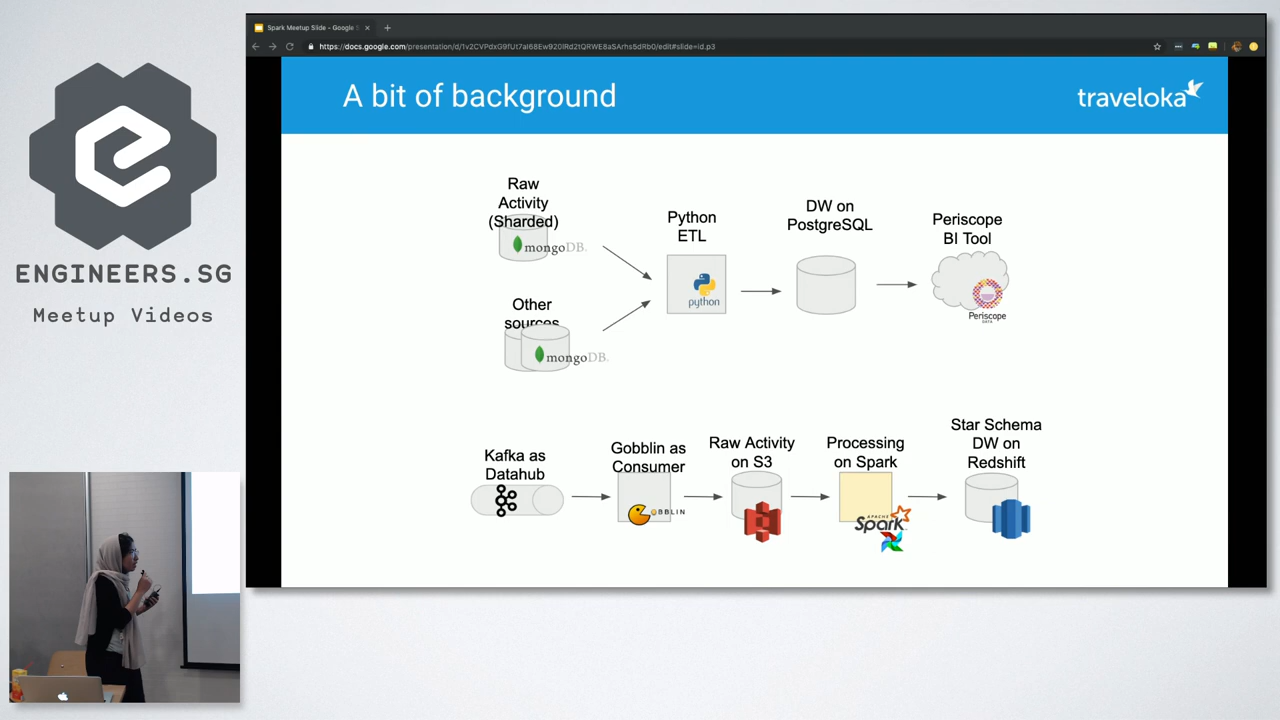 Spark Meetup Slide - Google S
https://docs.google.com/presentation/d/1v2CVPdxG9fUt7al68Ew920lRd2tQRWE8aSArhs5dRb0/edit#slide=id.p3
A bit of background
traveloka
Raw
Activity
(Sharded)
mongoDB.
Other
sources
mongoDB.
Python
ETL
python
DW on
PostgreSQL
Periscope
BI Tool
Periscope
DATA
Kafka as
Datahub
Gobblin as
Consumer
GOBBLIN
Raw Activity
on S3
Processing
on Spark
APACHE
Spark
Star Schema
DW on
Redshift
ENGINEERS.SG
Meetup Videos